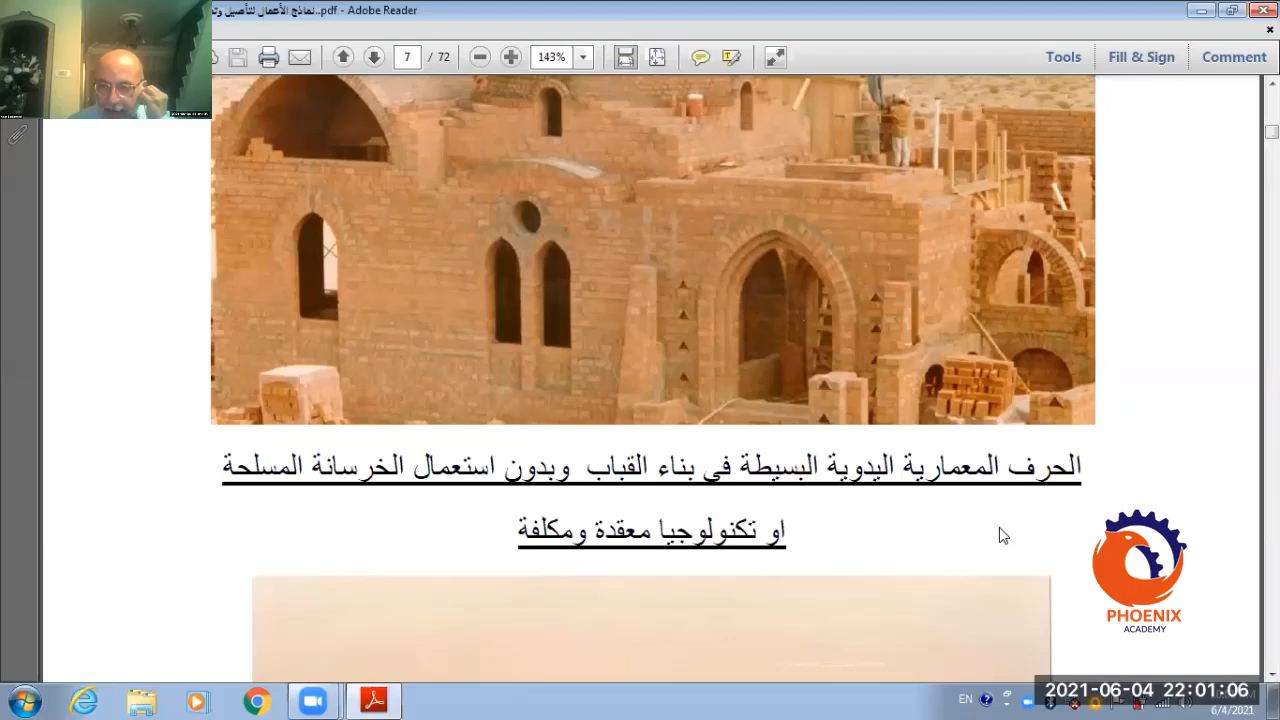 نماذج الأعمال لتأصيل وتح..pdf - Adobe Reader
7 / 72
143%
Tools
Fill & Sign
Comment
الحرف المعمارية اليدوية البسيطة في بناء القباب وبدون استعمال الخرسانة المسلحة
او تكنولوجيا معقدة ومكلفة
PHOENIX
ACADEMY
EN
2021-06-04 22:01:06
6/4/2021